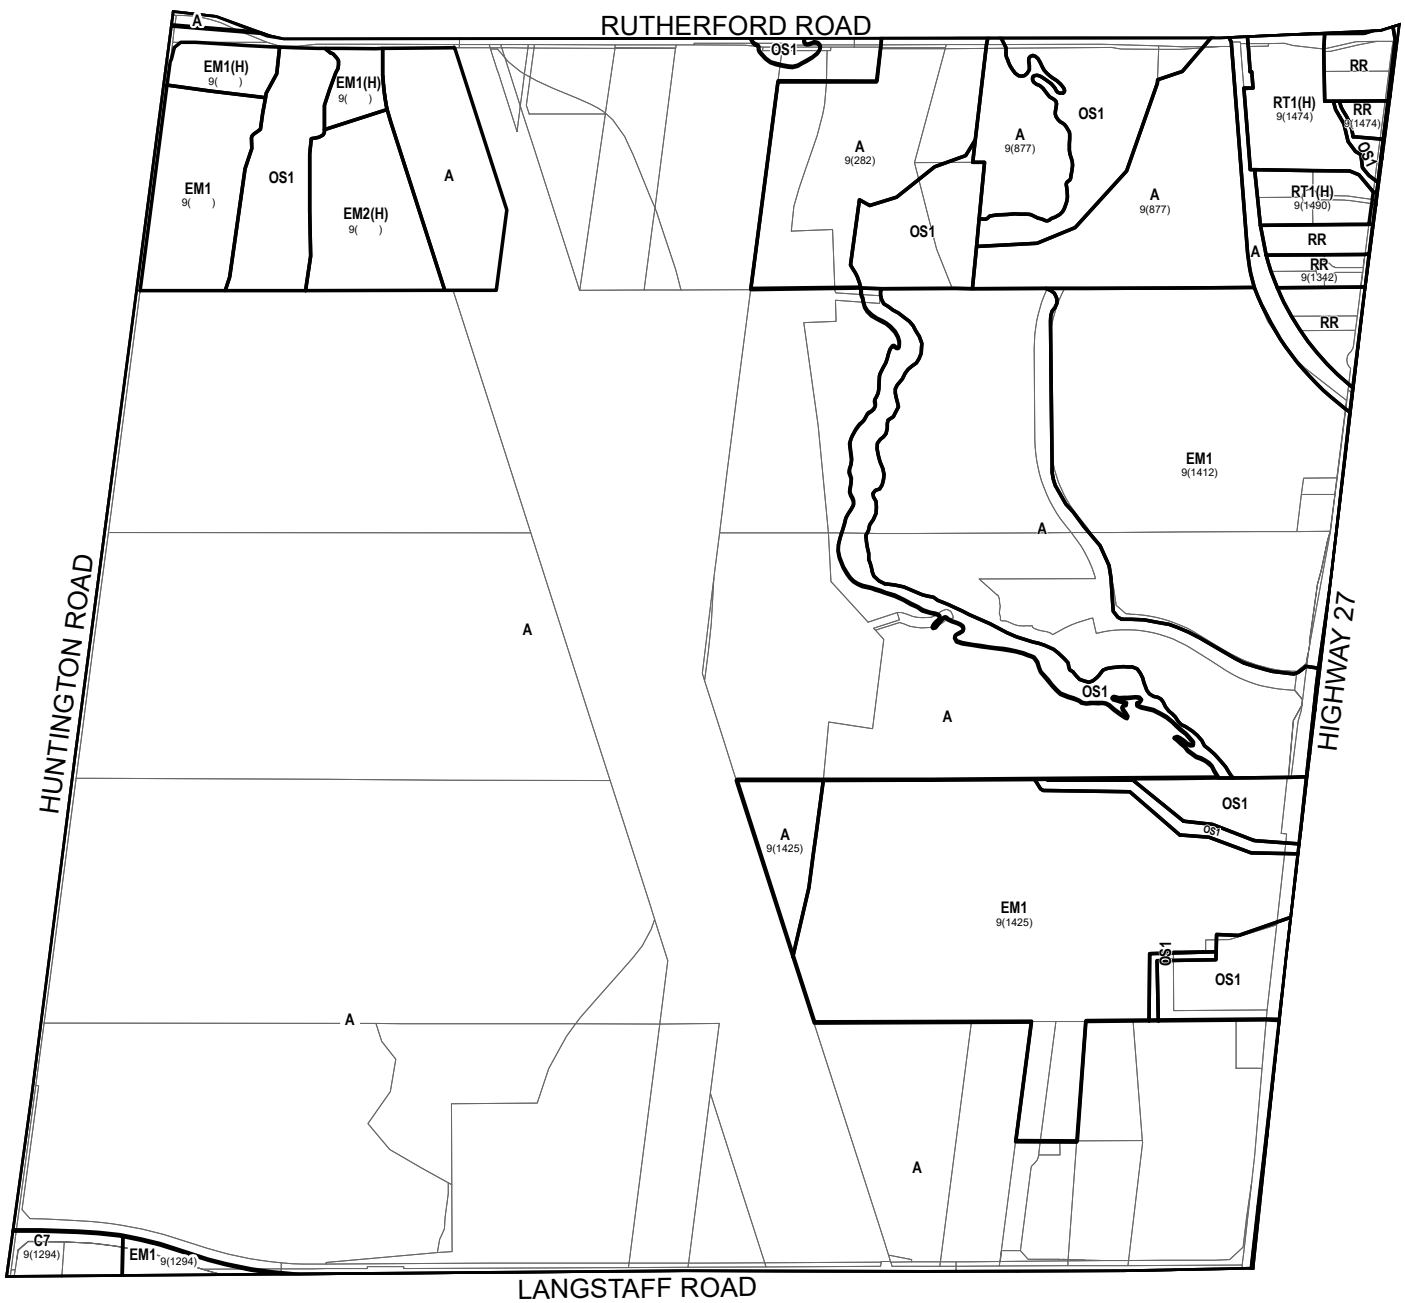 RUTHERFORD ROAD
A
OS1
EM1(H)
9( )
EM1(H)
9( )
RR
RT1(H)
9(1474)
RR
9(1474)
OS1
OS1
A
9(877)
A
9(282)
OS1
A
EM1
9( )
RT1(H)
9(1490)
A
9(877)
EM2(H)
9( )
OS1
RR
A
RR
9(1342)
RR
EM1
9(1412)
A
A
HUNTINGTON ROAD
HIGHWAY 27
OS1
A
OS1
OS1
A
9(1425)
EM1
9(1425)
OS1
OS1
A
A
C7
9(1294)
EM1 9(1294)
LANGSTAFF ROAD